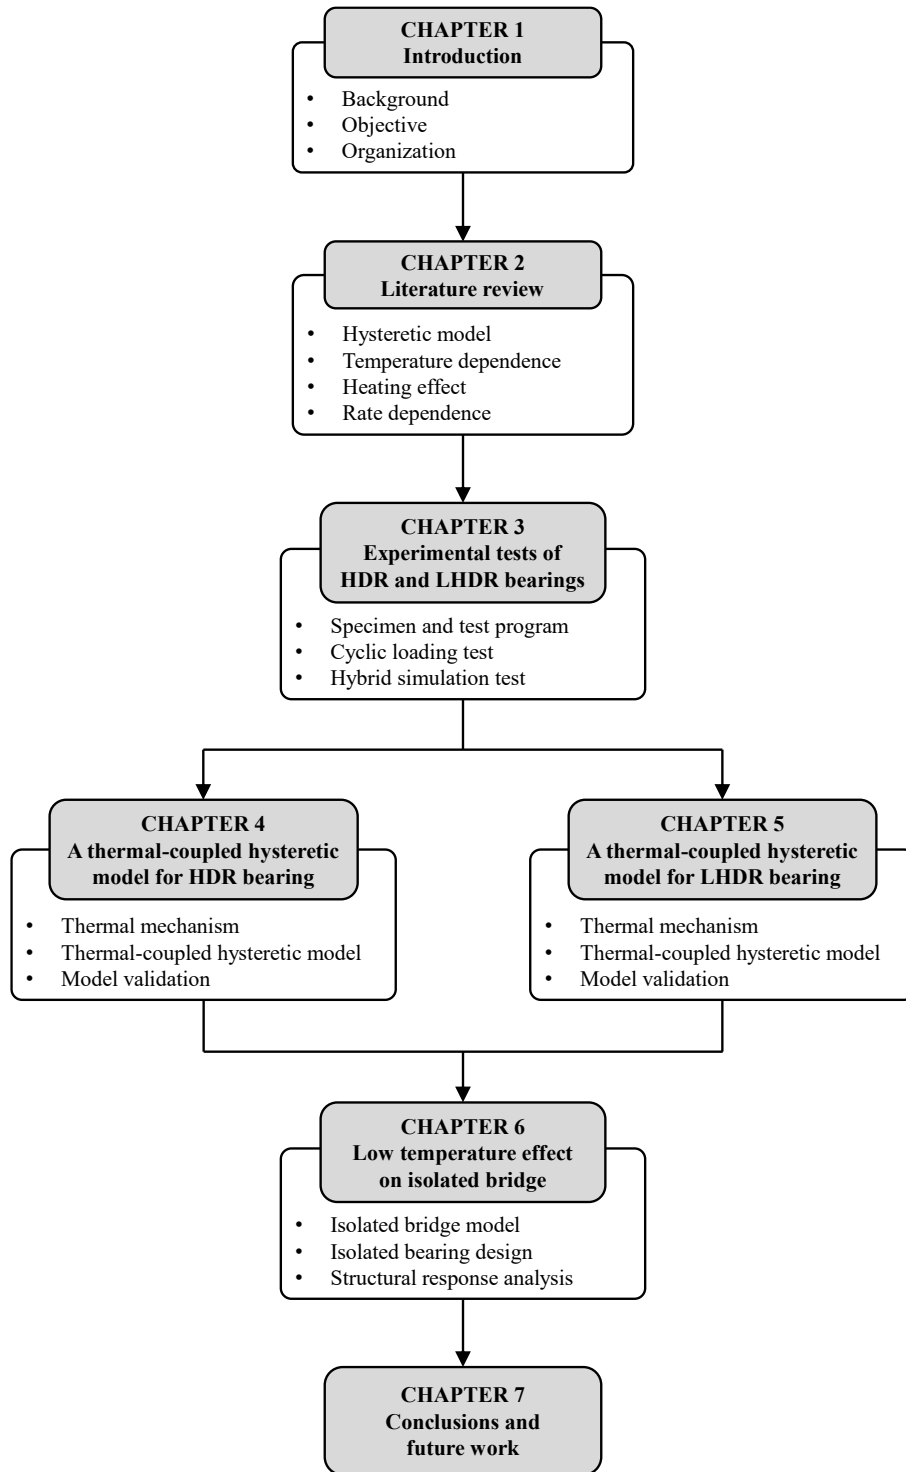 CHAPTER 1
Introduction
• Background
• Objective
• Organization
CHAPTER 2
Literature review
• Hysteretic model
• Temperature dependence
• Heating effect
• Rate dependence
CHAPTER 3
Experimental tests of
HDR and LHDR bearings
• Specimen and test program
• Cyclic loading test
• Hybrid simulation test
CHAPTER 4
A thermal-coupled hysteretic
model for HDR bearing
• Thermal mechanism
• Thermal-coupled hysteretic model
• Model validation
CHAPTER 5
A thermal-coupled hysteretic
model for LHDR bearing
• Thermal mechanism
• Thermal-coupled hysteretic model
• Model validation
CHAPTER 6
Low temperature effect
on isolated bridge
• Isolated bridge model
• Isolated bearing design
• Structural response analysis
CHAPTER 7
Conclusions and
future work